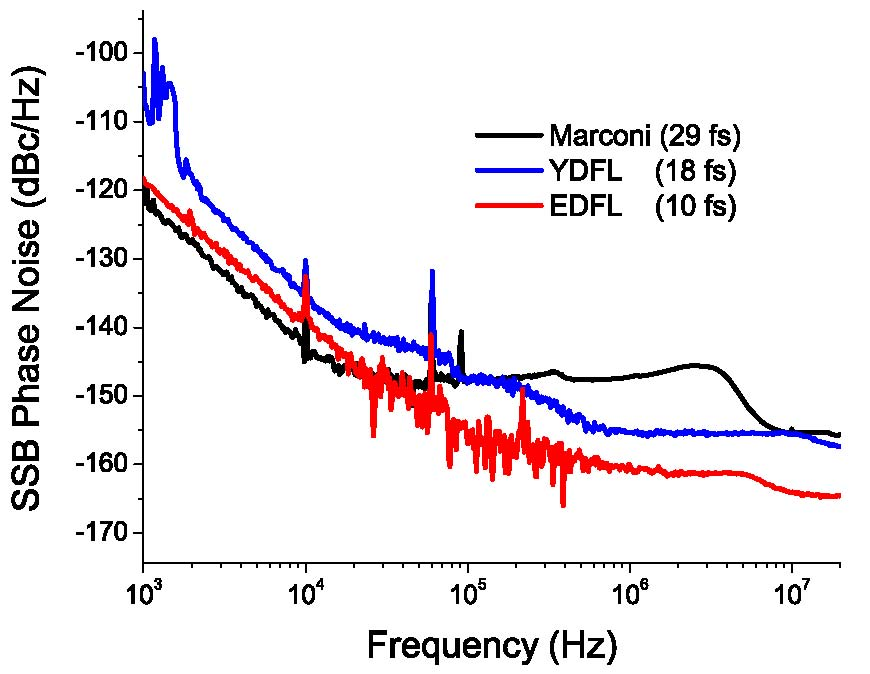 SSB Phase Noise (dBc/Hz)
-100
-110
-120
-130
-140
-150
-160
-170
Marconi (29 fs)
YDFL (18 fs)
EDFL (10 fs)
10³ 10⁴ 10⁵ 10⁶ 10⁷
Frequency (Hz)